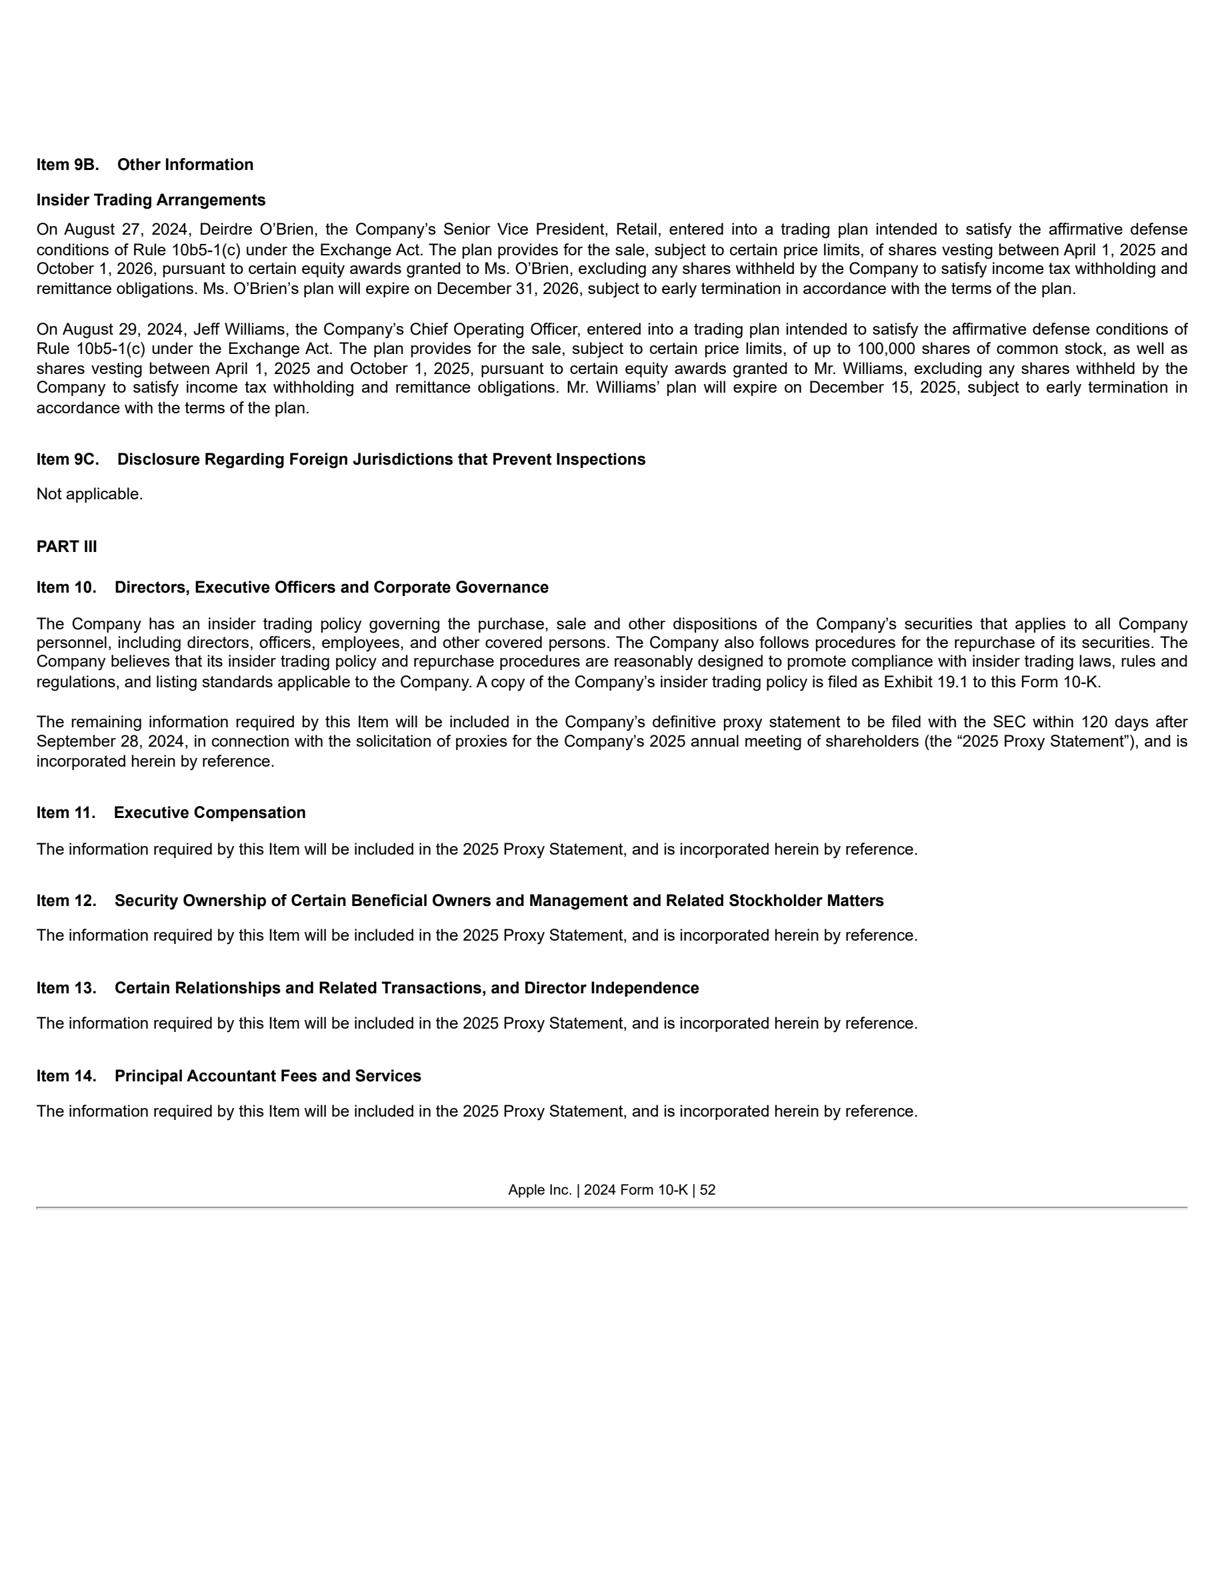 Item 9B. Other Information
Insider Trading Arrangements
On August 27, 2024, Deirdre O’Brien, the Company’s Senior Vice President, Retail, entered into a trading plan intended to satisfy the affirmative defense
conditions of Rule 10b5-1(c) under the Exchange Act. The plan provides for the sale, subject to certain price limits, of shares vesting between April 1, 2025 and
October 1, 2026, pursuant to certain equity awards granted to Ms. O’Brien, excluding any shares withheld by the Company to satisfy income tax withholding and
remittance obligations. Ms. O’Brien’s plan will expire on December 31, 2026, subject to early termination in accordance with the terms of the plan.
On August 29, 2024, Jeff Williams, the Company’s Chief Operating Officer, entered into a trading plan intended to satisfy the affirmative defense conditions of
Rule 10b5-1(c) under the Exchange Act. The plan provides for the sale, subject to certain price limits, of up to 100,000 shares of common stock, as well as
shares vesting between April 1, 2025 and October 1, 2025, pursuant to certain equity awards granted to Mr. Williams, excluding any shares withheld by the
Company to satisfy income tax withholding and remittance obligations. Mr. Williams’ plan will expire on December 15, 2025, subject to early termination in
accordance with the terms of the plan.
Item 9C. Disclosure Regarding Foreign Jurisdictions that Prevent Inspections
Not applicable.
PART III
Item 10. Directors, Executive Officers and Corporate Governance
The Company has an insider trading policy governing the purchase, sale and other dispositions of the Company’s securities that applies to all Company
personnel, including directors, officers, employees, and other covered persons. The Company also follows procedures for the repurchase of its securities. The
Company believes that its insider trading policy and repurchase procedures are reasonably designed to promote compliance with insider trading laws, rules and
regulations, and listing standards applicable to the Company. A copy of the Company’s insider trading policy is filed as Exhibit 19.1 to this Form 10-K.
The remaining information required by this Item will be included in the Company’s definitive proxy statement to be filed with the SEC within 120 days after
September 28, 2024, in connection with the solicitation of proxies for the Company’s 2025 annual meeting of shareholders (the “2025 Proxy Statement”), and is
incorporated herein by reference.
Item 11. Executive Compensation
The information required by this Item will be included in the 2025 Proxy Statement, and is incorporated herein by reference.
Item 12. Security Ownership of Certain Beneficial Owners and Management and Related Stockholder Matters
The information required by this Item will be included in the 2025 Proxy Statement, and is incorporated herein by reference.
Item 13. Certain Relationships and Related Transactions, and Director Independence
The information required by this Item will be included in the 2025 Proxy Statement, and is incorporated herein by reference.
Item 14. Principal Accountant Fees and Services
The information required by this Item will be included in the 2025 Proxy Statement, and is incorporated herein by reference.
Apple Inc. | 2024 Form 10-K | 52